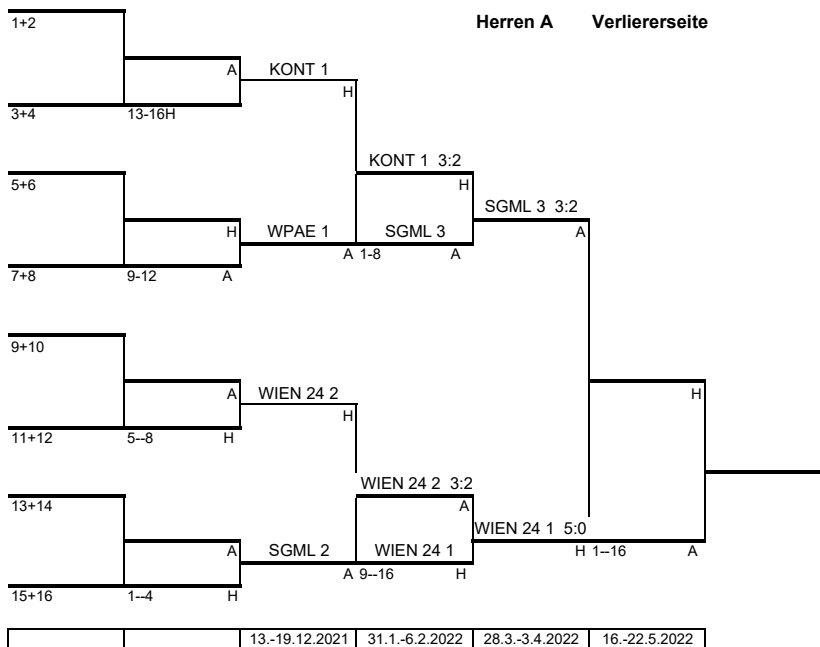 1+2
Herren A Verliererseite
A KONT 1
H
3+4 13-16H
KONT 1 3:2
5+6 H
SGML 3 3:2
H WPAE 1 SGML 3 A
A 1-8 A
7+8 9-12 A
9+10
A WIEN 24 2 H
H
11+12 5--8 H
WIEN 24 2 3:2
13+14 A
WIEN 24 1 5:0
A SGML 2 WIEN 24 1 H 1--16 A
A 9--16 H
15+16 1--4 H
13.-19.12.2021 31.1.-6.2.2022 28.3.-3.4.2022 16.-22.5.2022